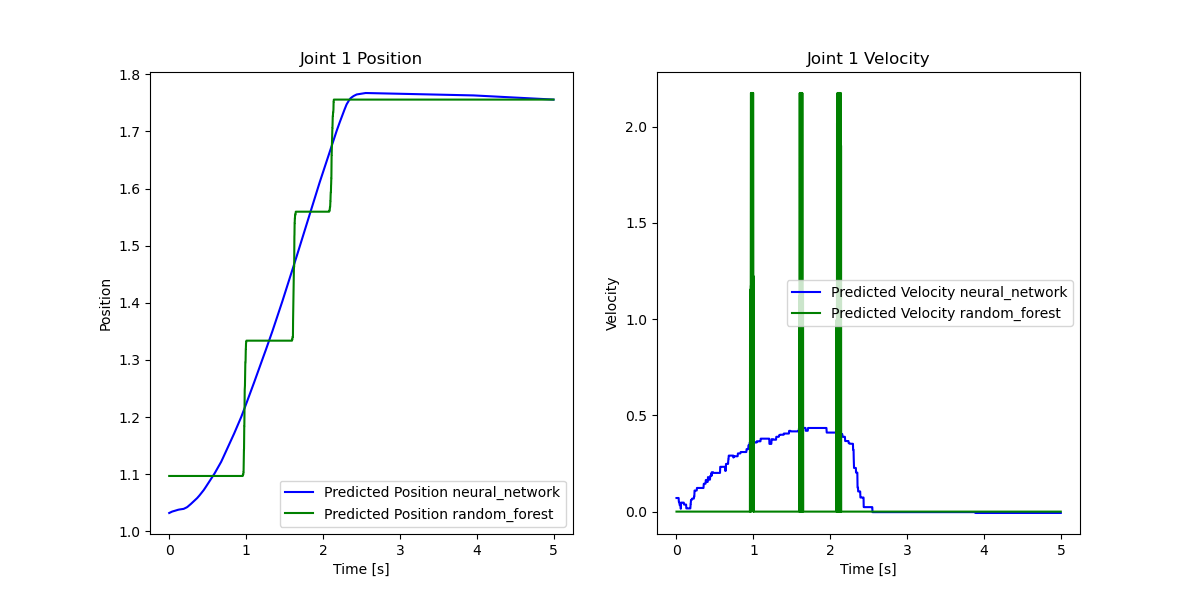 Joint 1 Position
1.8
1.7
1.6
1.5
1.4
1.3
1.2
1.1
1.0
Position
0 1 2 3 4 5
Time [s]
Predicted Position neural_network
Predicted Position random_forest
Joint 1 Velocity
2.0
1.5
1.0
0.5
0.0
Velocity
0 1 2 3 4 5
Time [s]
Predicted Velocity neural_network
Predicted Velocity random_forest